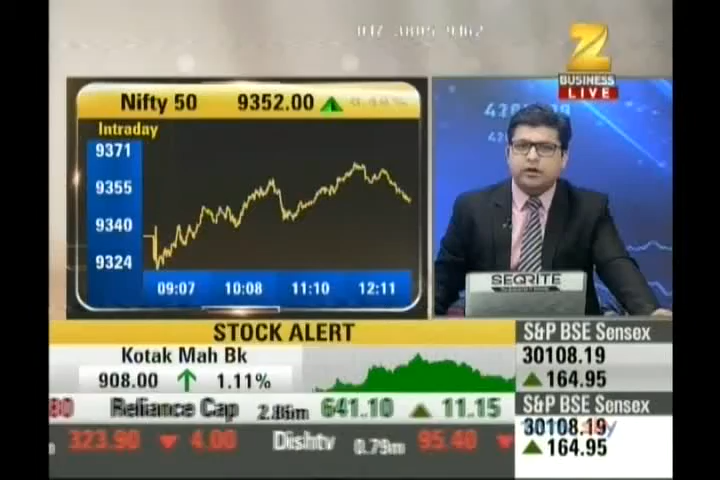 Z
BUSINESS
LIVE
Nifty 50 9352.00
Intraday
9371
9355
9340
9324
09:07 10:08 11:10 12:11
SEQRITE
STOCK ALERT
Kotak Mah Bk
908.00 1.11%
S&P BSE Sensex
30108.19
164.95
S&P BSE Sensex
30108.19
164.95
80 Reliance Cap 2.86m 641.10 11.15
323.90 4.00 Dishtv 0.79m 95.40